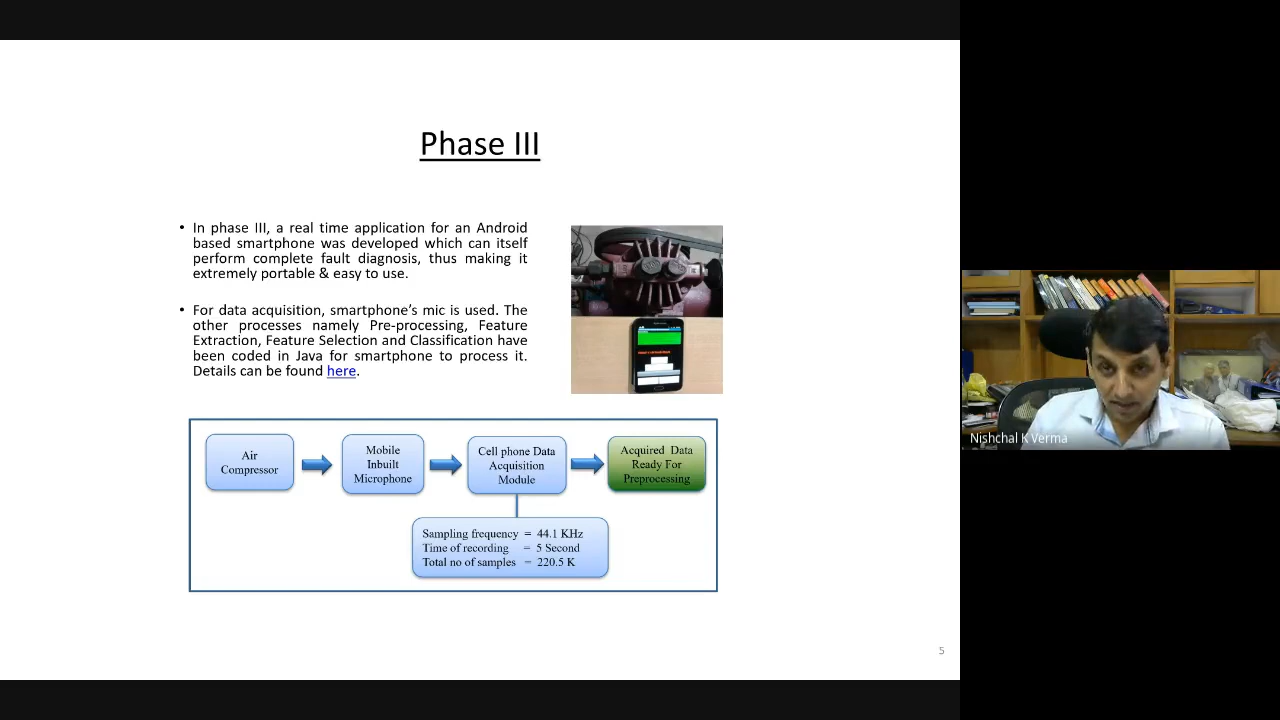 Phase III
• In phase III, a real time application for an Android
based smartphone was developed which can itself
perform complete fault diagnosis, thus making it
extremely portable & easy to use.
• For data acquisition, smartphone's mic is used. The
other processes namely Pre-processing, Feature
Extraction, Feature Selection and Classification have
been coded in Java for smartphone to process it.
Details can be found here.
Air
Compressor
Mobile
Inbuilt
Microphone
Cell phone Data
Acquisition
Module
Acquired Data
Ready For
Preprocessing
Sampling frequency = 44.1 KHz
Time of recording = 5 Second
Total no of samples = 220.5 K
5
Nishchal K Verma